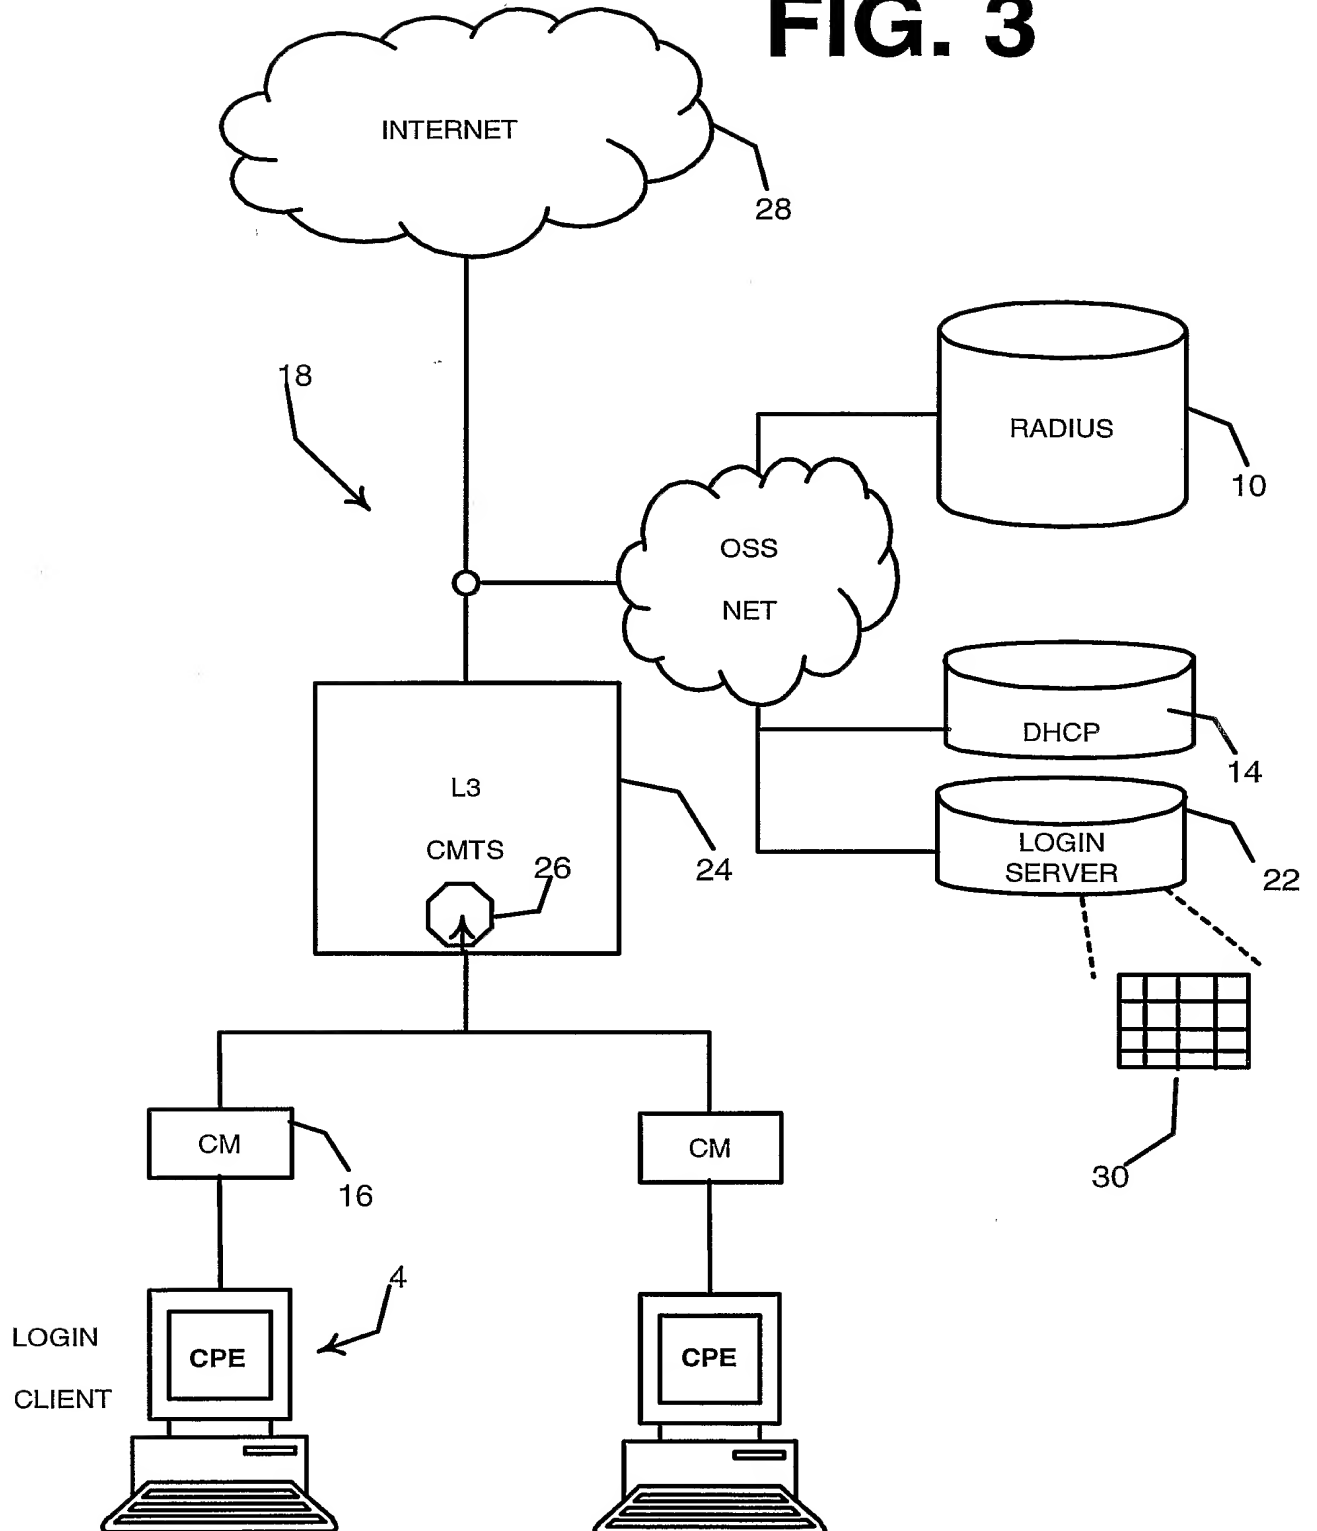 FIG. 3
INTERNET
28
18
RADIUS
10
OSS
NET
DHCP
14
L3
CMTS
26
24
LOGIN
SERVER
22
30
CM
16
CM
4
LOGIN
CLIENT
CPE
CPE